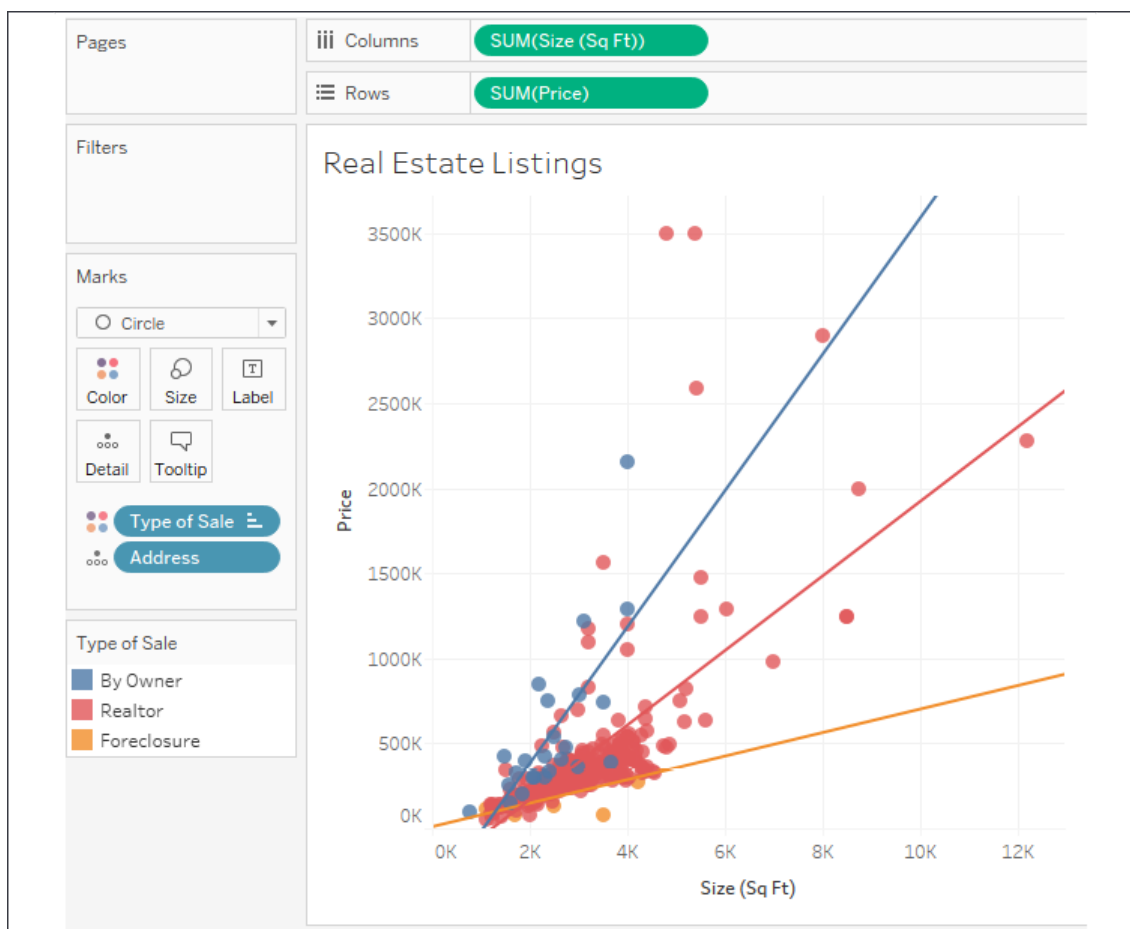 Pages
Columns
SUM(Size (Sq Ft))
Rows
SUM(Price)
Filters
Real Estate Listings
Marks
Circle
Color
Size
T
Label
Detail
Tooltip
Type of Sale
Address
Type of Sale
By Owner
Realtor
Foreclosure
3500K
3000K
2500K
2000K
1500K
1000K
500K
0K
Price
0K 2K 4K 6K 8K 10K 12K
Size (Sq Ft)